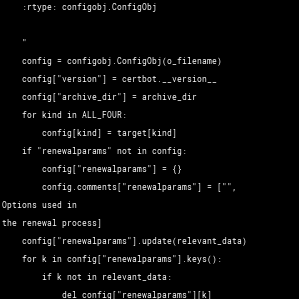 :rtype: configobj.ConfigObj
"
config = configobj.ConfigObj(o_filename)
config["version"] = certbot.__version__
config["archive_dir"] = archive_dir
for kind in ALL_FOUR:
config[kind] = target[kind]
if "renewalparams" not in config:
config["renewalparams"] = {}
config.comments["renewalparams"] = ["",
Options used in
the renewal process]
config["renewalparams"].update(relevant_data)
for k in config["renewalparams"].keys():
if k not in relevant_data:
del config["renewalparams"][k]